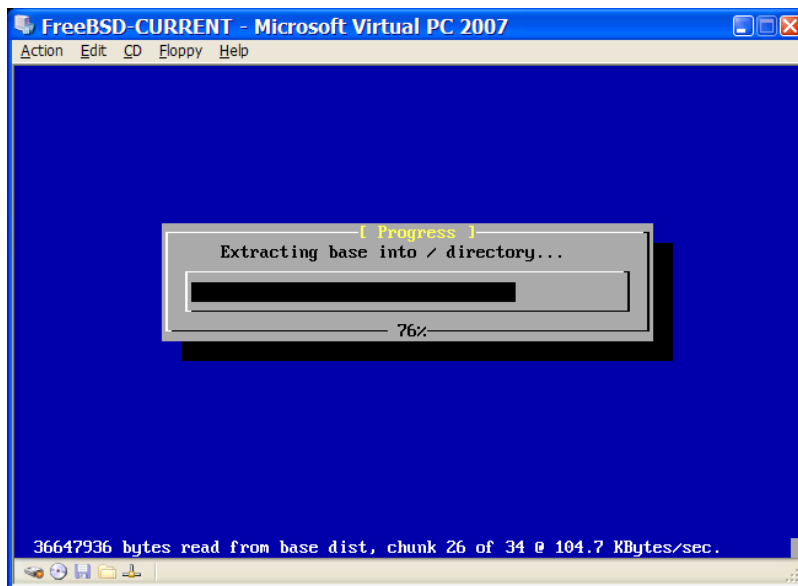 FreeBSD-CURRENT - Microsoft Virtual PC 2007
Action Edit CD Floppy Help
[ Progress ]
Extracting base into / directory...
76%
36647936 bytes read from base dist, chunk 26 of 34 @ 104.7 KBytes/sec.